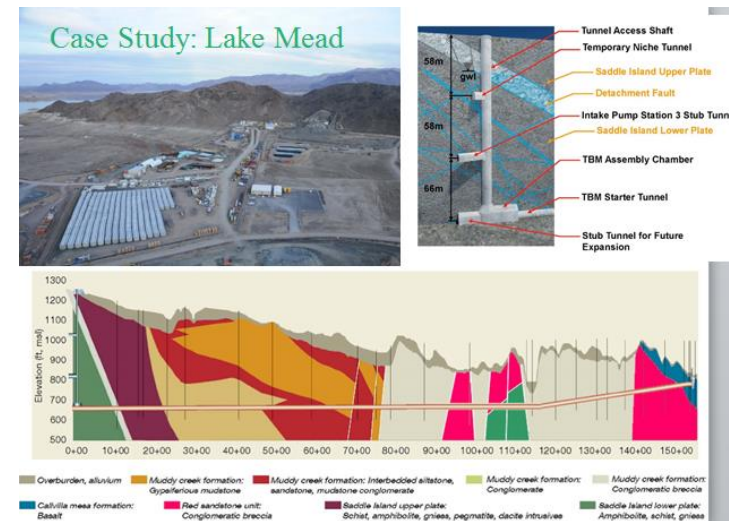 Case Study: Lake Mead
58m
gwl
58m
66m
Tunnel Access Shaft
Temporary Niche Tunnel
Saddle Island Upper Plate
Detachment Fault
Intake Pump Station 3 Stub Tunn
Saddle Island Lower Plate
TBM Assembly Chamber
TBM Starter Tunnel
Stub Tunnel for Future
Expansion
Elevation (ft, msl)
1300
1200
1100
1000
900
800
700
600
500
0+00 10+00 20+00 30+00 40+00 50+00 60+00 70+00 80+00 90+00 100+00 110+00 120+00 130+00 140+00 150+00
Overburden, alluvium
Muddy creek formation:
Gypsiferious mudstone
Muddy creek formation: Interbedded siltstone,
sandstone, mudstone conglomerate
Muddy creek formation:
Conglomerate
Muddy creek formation:
Conglomeratic breccia
Callvilla mesa formation:
Basalt
Red sandstone unit:
Conglomeratic breccia
Saddle Island upper plate:
Schist, amphibolite, gniess, pegmatite, dacite intrusives
Saddle Island lower plate:
Amphibolite, schist, gniess